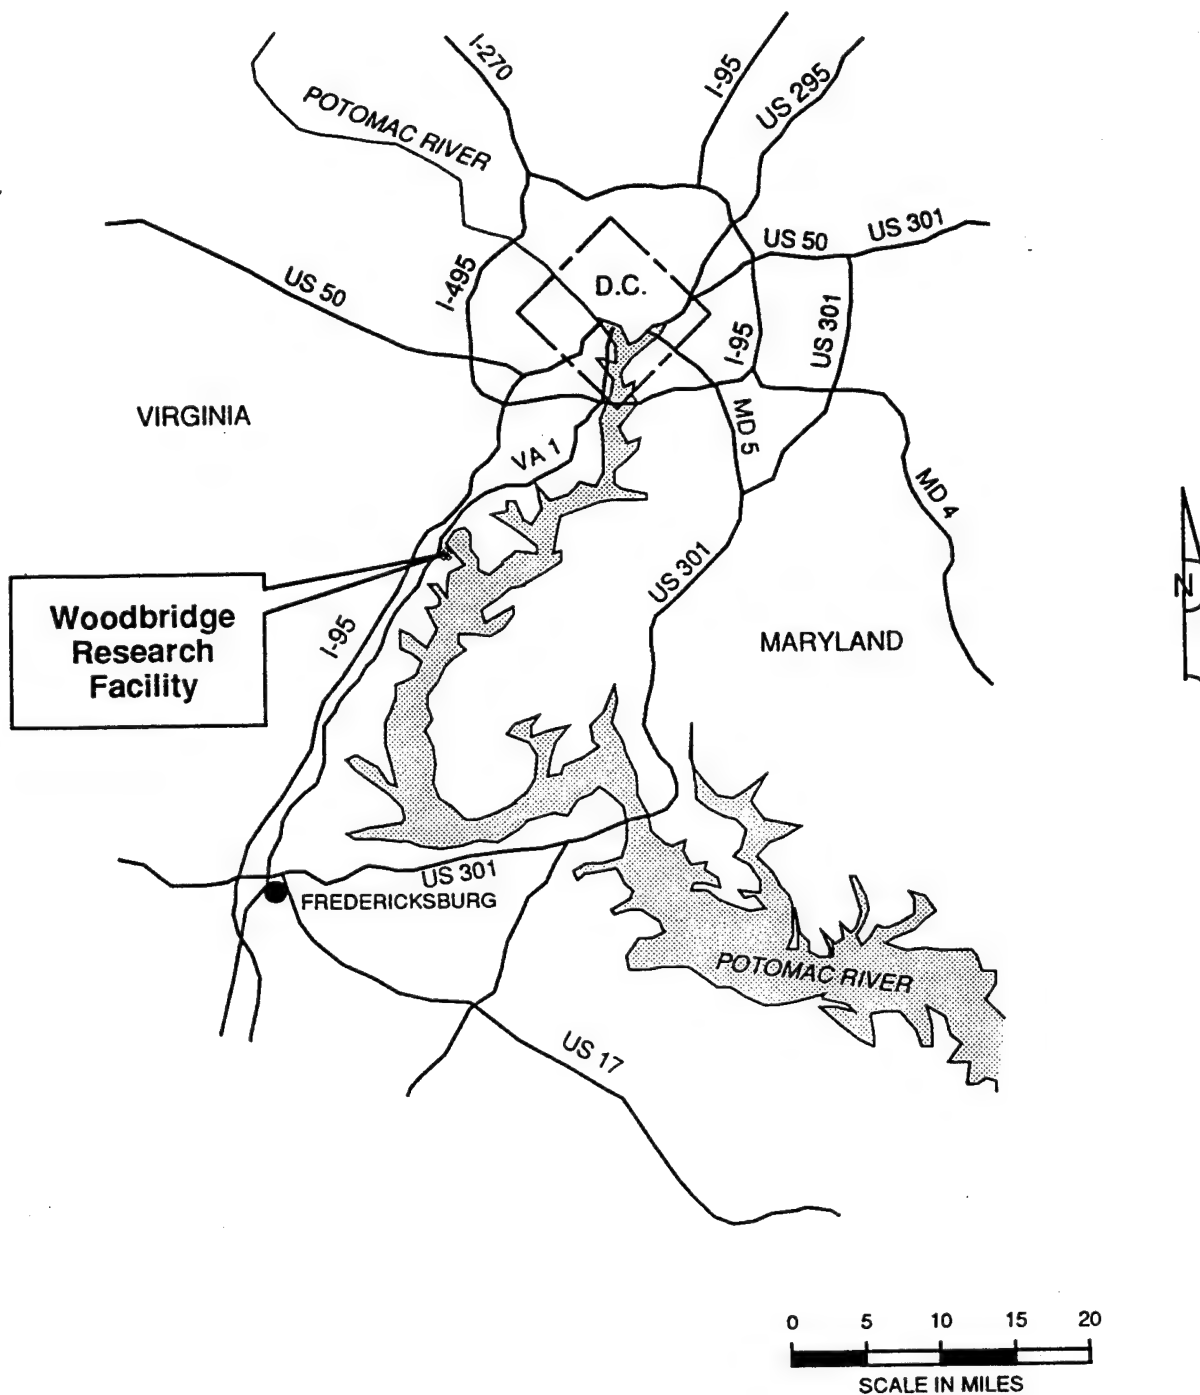 I-270
I-95
US 295
POTOMAC RIVER
US 50
US 301
US 50
I-495
D.C.
US 301
I-95
VIRGINIA
MD 5
VA 1
MD 4
US 301
N
Woodbridge
Research
Facility
I-95
MARYLAND
US 301
FREDERICKSBURG
POTOMAC RIVER
US 17
0 5 10 15 20
SCALE IN MILES